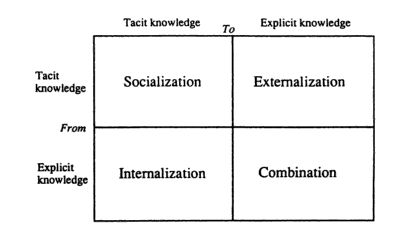 Tacit knowledge
To
Explicit knowledge
Tacit
knowledge
Socialization
Externalization
From
Explicit
knowledge
Internalization
Combination